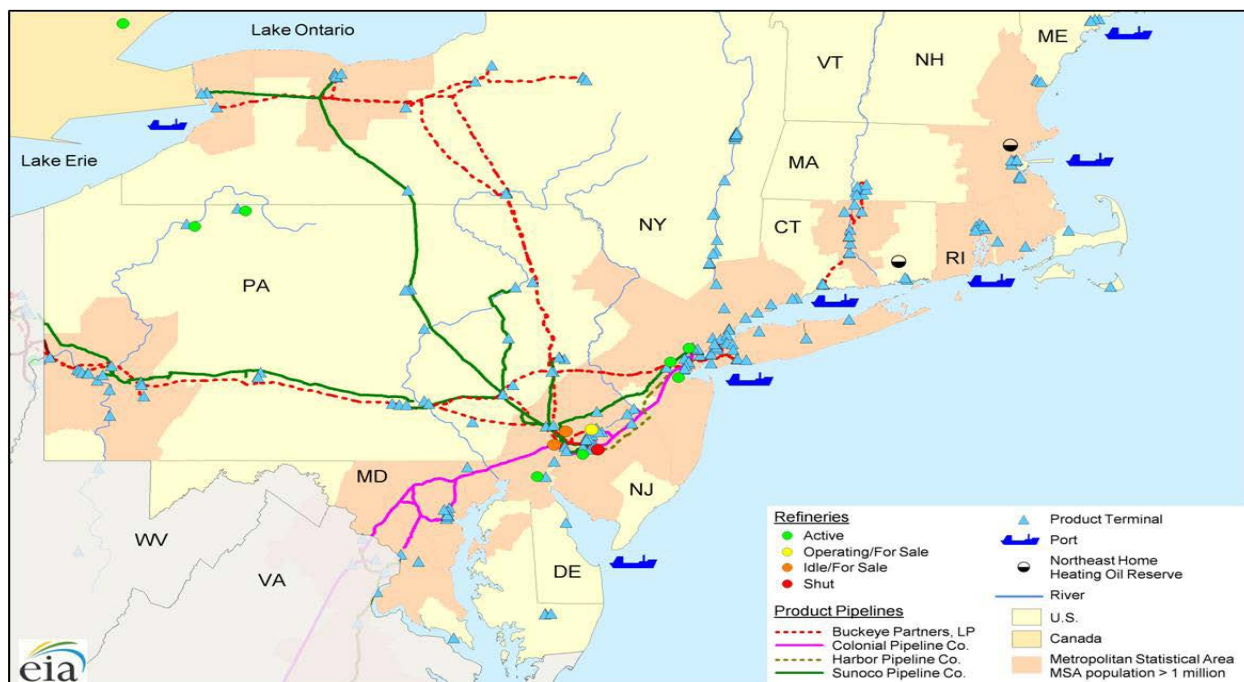 Lake Ontario
ME
VT
NH
Lake Erie
MA
NY
CT
RI
PA
MD
NJ
WV
VA
DE
Refineries
Active
Operating/For Sale
Idle/For Sale
Shut
Product Pipelines
Buckeye Partners, LP
Colonial Pipeline Co.
Harbor Pipeline Co.
Sunoco Pipeline Co.
Product Terminal
Port
Northeast Home
Heating Oil Reserve
River
U.S.
Canada
Metropolitan Statistical Area
MSA population > 1 million
eia